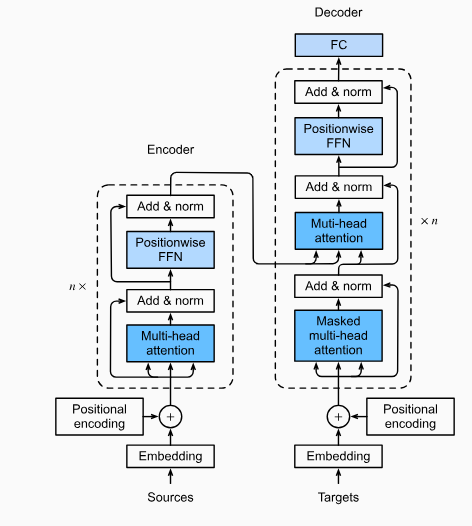 Decoder
FC
Add & norm
Positionwise
FFN
Add & norm
Muti-head
attention
× n
Add & norm
Masked
multi-head
attention
Positional
encoding
+
Embedding
Targets
Encoder
Add & norm
Positionwise
FFN
n ×
Add & norm
Multi-head
attention
Positional
encoding
+
Embedding
Sources